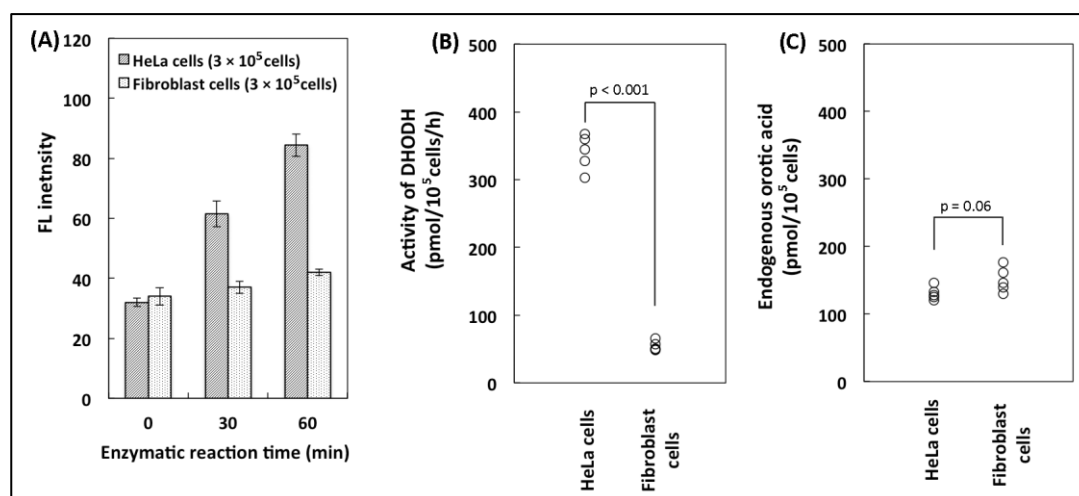 (A)
120
100
80
60
40
20
0
FL inetnsity
HeLa cells (3 × 10⁵cells)
Fibroblast cells (3 × 10⁵cells)
0 30 60
Enzymatic reaction time (min)
(B)
500
400
300
200
100
0
Activity of DHODH
(pmol/10⁵cells/h)
p < 0.001
HeLa cells
Fibroblast
cells
(C)
500
400
300
200
100
0
Endogenous orotic acid
(pmol/10⁵cells)
p = 0.06
HeLa cells
Fibroblast
cells